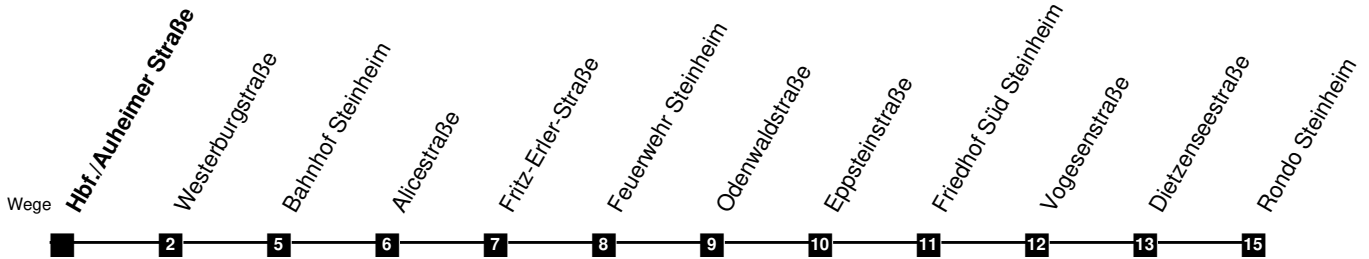 Wege
Hbf./Auheimer Straße
Westerburgstraße
Bahnhof Steinheim
Alicestraße
Fritz-Erler-Straße
Feuerwehr Steinheim
Odenwaldstraße
Eppsteinstraße
Friedhof Süd Steinheim
Vogesenstraße
Dietzenseestraße
Rondo Steinheim
2 5 6 7 8 9 10 11 12 13 15